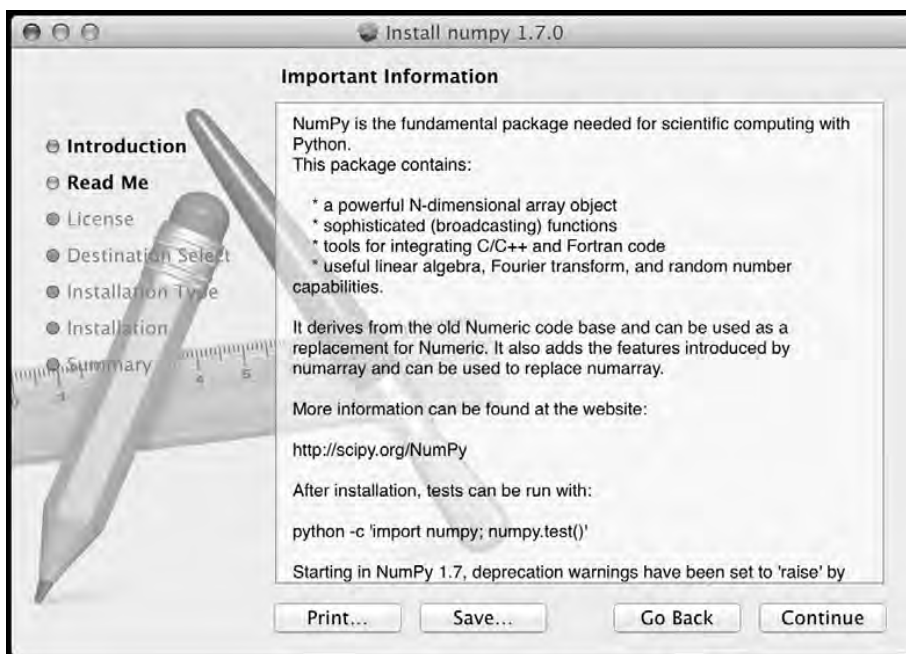 Install numpy 1.7.0
Important Information
Introduction
Read Me
License
Destination Select
Installation Type
Installation
Summary
NumPy is the fundamental package needed for scientific computing with
Python.
This package contains:
* a powerful N-dimensional array object
* sophisticated (broadcasting) functions
* tools for integrating C/C++ and Fortran code
* useful linear algebra, Fourier transform, and random number
capabilities.
It derives from the old Numeric code base and can be used as a
replacement for Numeric. It also adds the features introduced by
numarray and can be used to replace numarray.
More information can be found at the website:
http://scipy.org/NumPy
After installation, tests can be run with:
python -c 'import numpy; numpy.test()'
Starting in NumPy 1.7, deprecation warnings have been set to 'raise' by
Print... Save... Go Back Continue